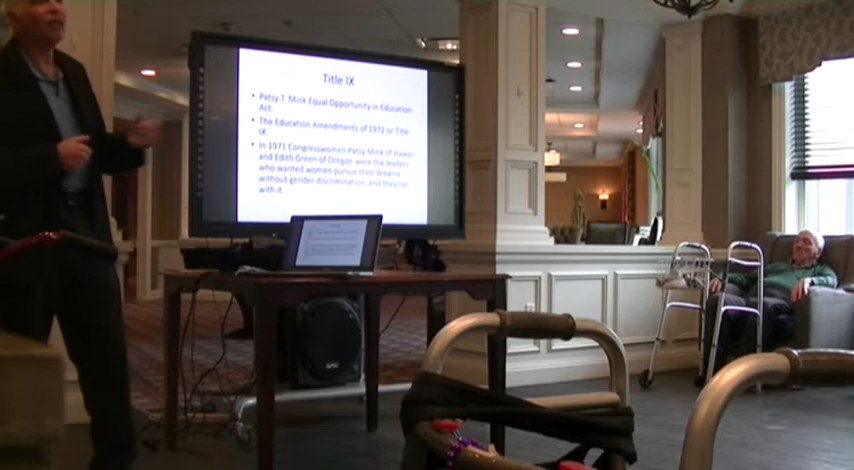 Title IX
• Patsy T. Mink Equal Opportunity in Education
Act.
• The Education Amendments of 1972 or Title
IX.
• In 1971 Congresswomen Patsy Mink of Hawaii
and Edith Green of Oregon were the leaders
who wanted women pursue their dreams
without gender discrimination, and they ran
with it